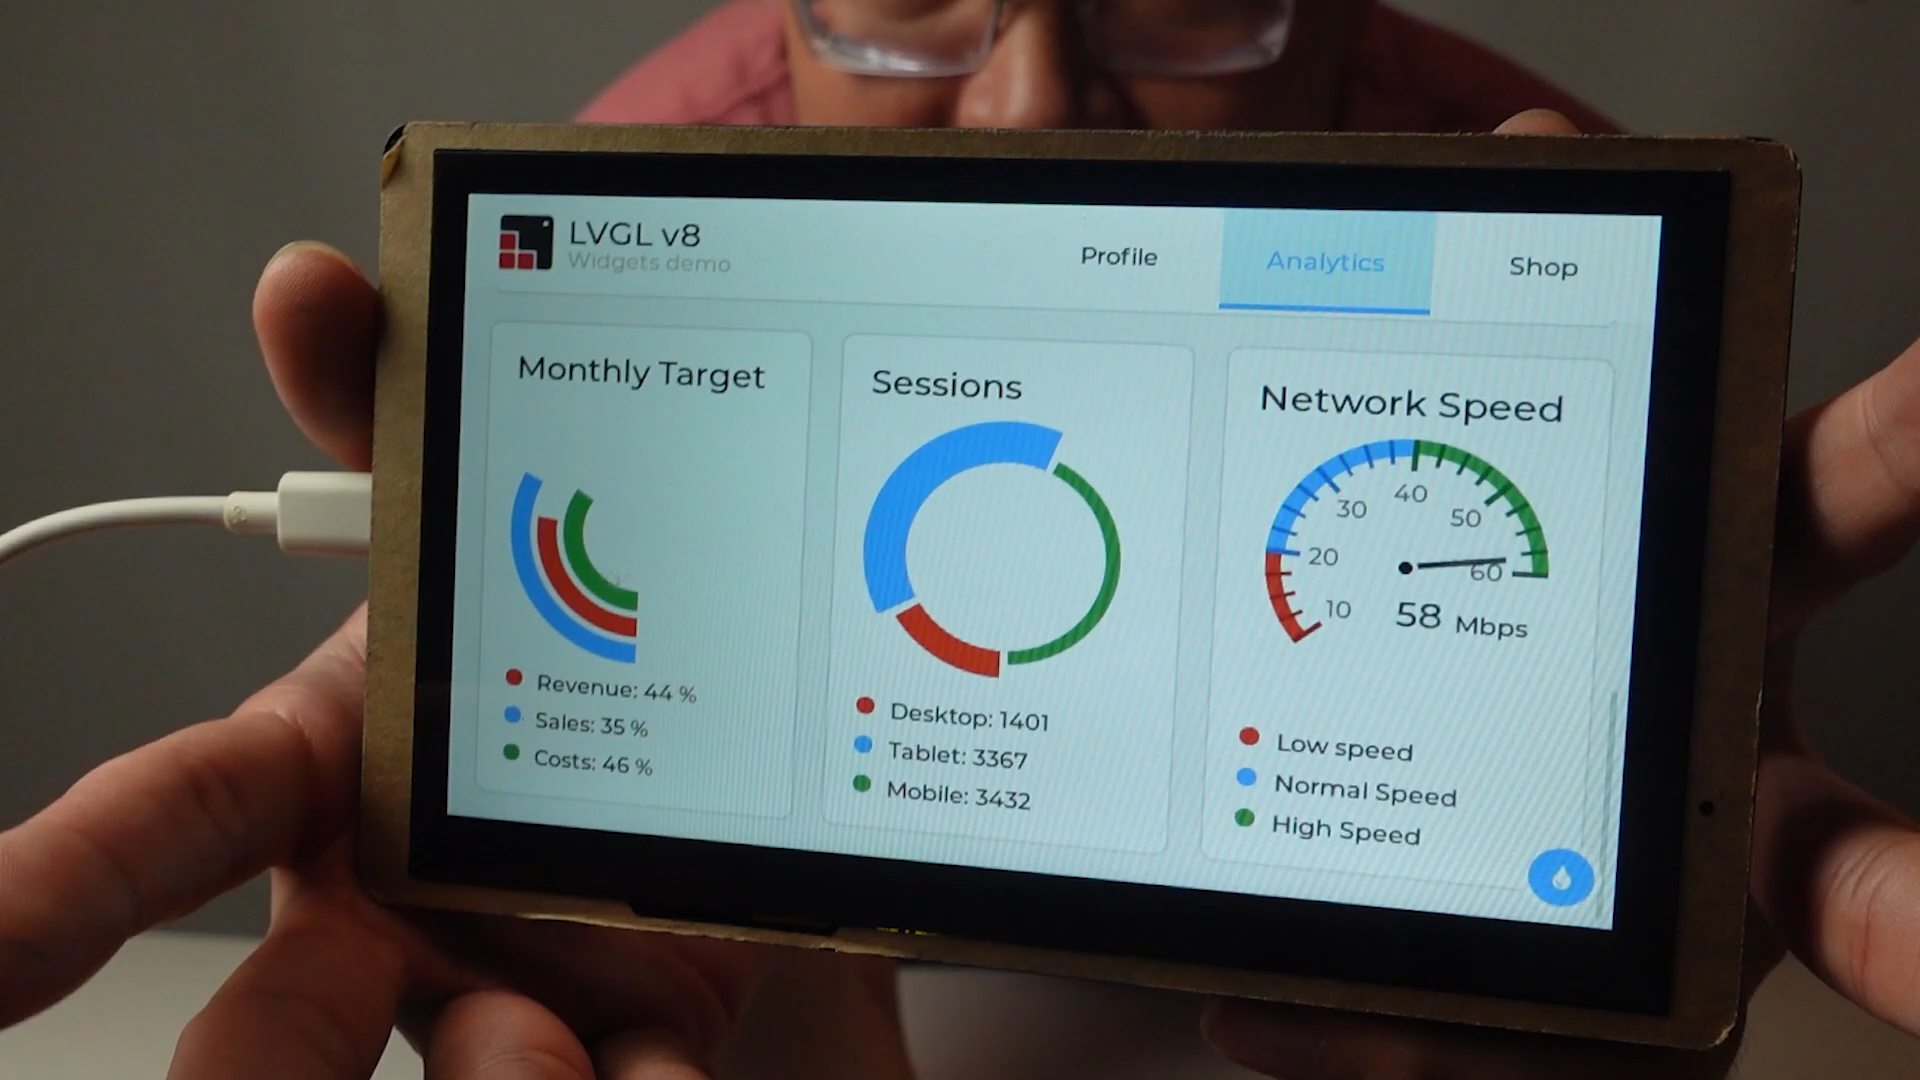 LVGL v8
Widgets demo
Profile
Analytics
Shop
Monthly Target
Revenue: 44 %
Sales: 35 %
Costs: 46 %
Sessions
Desktop: 1401
Tablet: 3367
Mobile: 3432
Network Speed
10
20
30
40
50
60
58 Mbps
Low speed
Normal Speed
High Speed